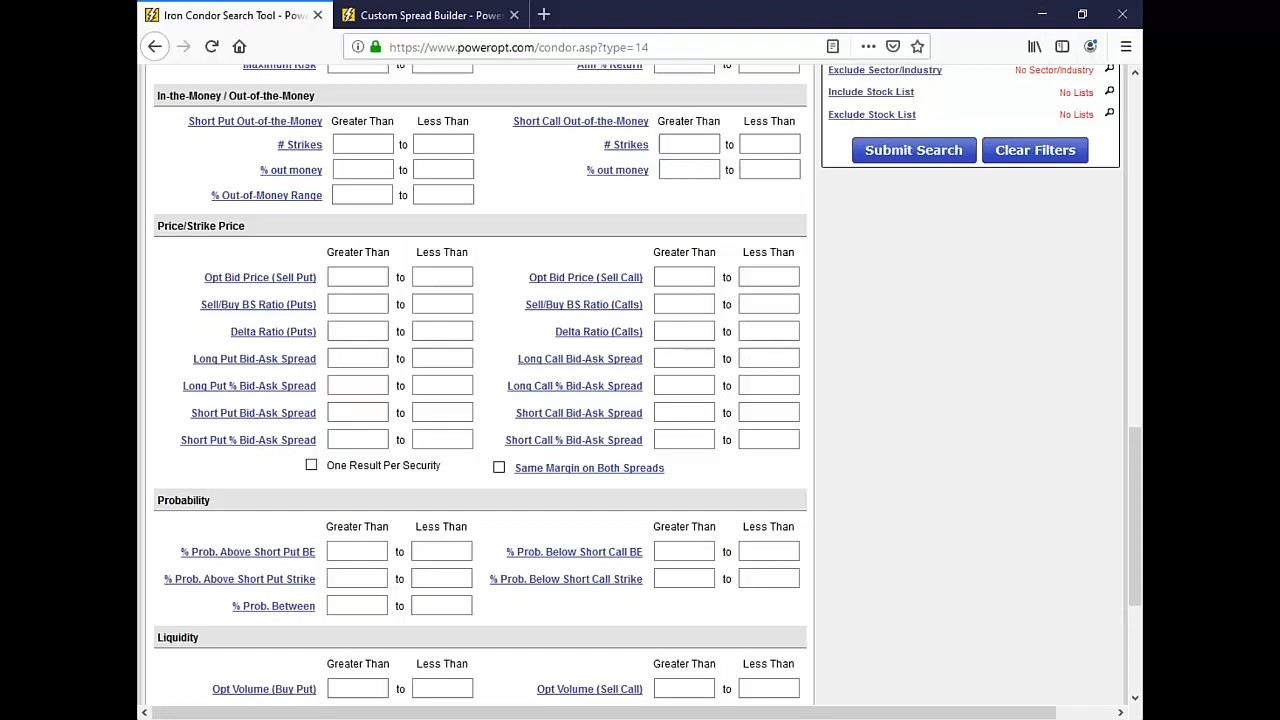 Iron Condor Search Tool - Powe
Custom Spread Builder - Power
https://www.poweropt.com/condor.asp?type=14
Maximum Risk to Ann % Return to
In-the-Money / Out-of-the-Money
Short Put Out-of-the-Money Greater Than Less Than Short Call Out-of-the-Money Greater Than Less Than
# Strikes to # Strikes to
% out money to % out money to
% Out-of-Money Range to
Price/Strike Price
Greater Than Less Than Greater Than Less Than
Opt Bid Price (Sell Put) to Opt Bid Price (Sell Call) to
Sell/Buy BS Ratio (Puts) to Sell/Buy BS Ratio (Calls) to
Delta Ratio (Puts) to Delta Ratio (Calls) to
Long Put Bid-Ask Spread to Long Call Bid-Ask Spread to
Long Put % Bid-Ask Spread to Long Call % Bid-Ask Spread to
Short Put Bid-Ask Spread to Short Call Bid-Ask Spread to
Short Put % Bid-Ask Spread to Short Call % Bid-Ask Spread to
One Result Per Security Same Margin on Both Spreads
Probability
Greater Than Less Than Greater Than Less Than
% Prob. Above Short Put BE to % Prob. Below Short Call BE to
% Prob. Above Short Put Strike to % Prob. Below Short Call Strike to
% Prob. Between to
Liquidity
Greater Than Less Than Greater Than Less Than
Opt Volume (Buy Put) to Opt Volume (Sell Call) to
Exclude Sector/Industry No Sector/Industry
Include Stock List No Lists
Exclude Stock List No Lists
Submit Search Clear Filters